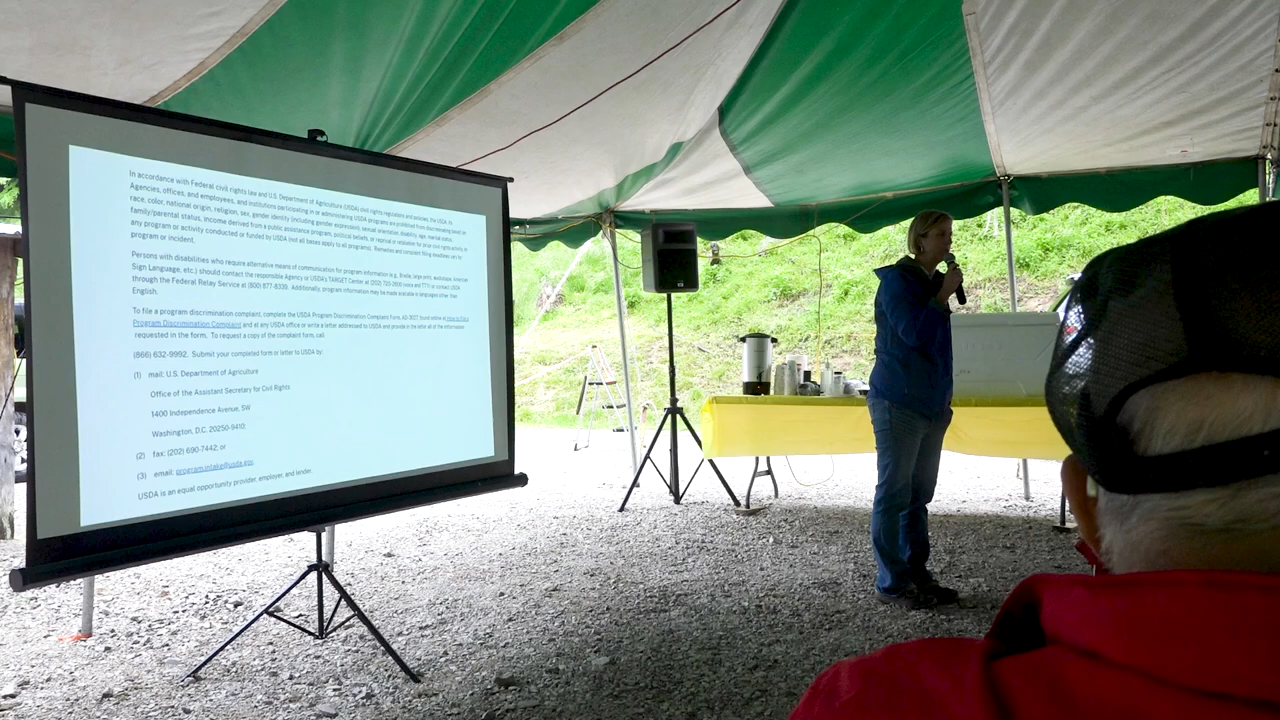 In accordance with Federal civil rights law and U.S. Department of Agriculture (USDA) civil rights regulations and policies, the USDA, its
Agencies, offices, and employees, and institutions participating in or administering USDA programs are prohibited from discriminating based on
race, color, national origin, religion, sex, gender identity (including gender expression), sexual orientation, disability, age, marital status,
family/parental status, income derived from a public assistance program, political beliefs, or reprisal or retaliation for prior civil rights activity, in
any program or activity conducted or funded by USDA (not all bases apply to all programs). Remedies and complaint filing deadlines vary by
program or incident.
Persons with disabilities who require alternative means of communication for program information (e.g., Braille, large print, audiotape, American
Sign Language, etc.) should contact the responsible Agency or USDA's TARGET Center at (202) 720-2600 (voice and TTY) or contact USDA
through the Federal Relay Service at (800) 877-8339. Additionally, program information may be made available in languages other than
English.
To file a program discrimination complaint, complete the USDA Program Discrimination Complaint Form, AD-3027, found online at How to File a
Program Discrimination Complaint and at any USDA office or write a letter addressed to USDA and provide in the letter all of the information
requested in the form. To request a copy of the complaint form, call
(866) 632-9992. Submit your completed form or letter to USDA by:
(1) mail: U.S. Department of Agriculture
Office of the Assistant Secretary for Civil Rights
1400 Independence Avenue, SW
Washington, D.C. 20250-9410;
(2) fax: (202) 690-7442; or
(3) email: program.intake@usda.gov.
USDA is an equal opportunity provider, employer, and lender.